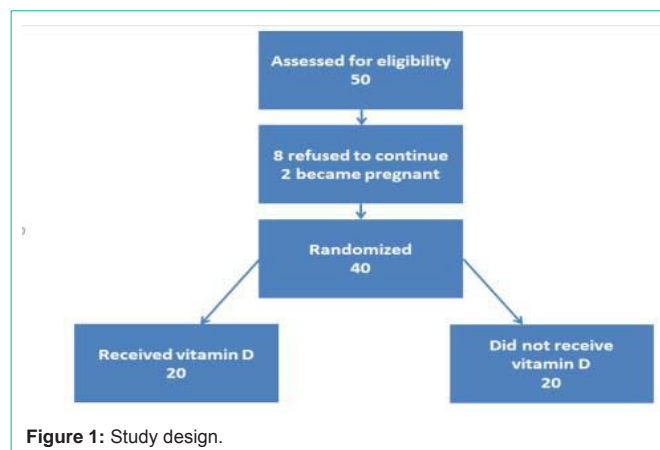 Assessed for eligibility
50
8 refused to continue
2 became pregnant
Randomized
40
Received vitamin D
20
Did not receive
vitamin D
20
Figure 1: Study design.